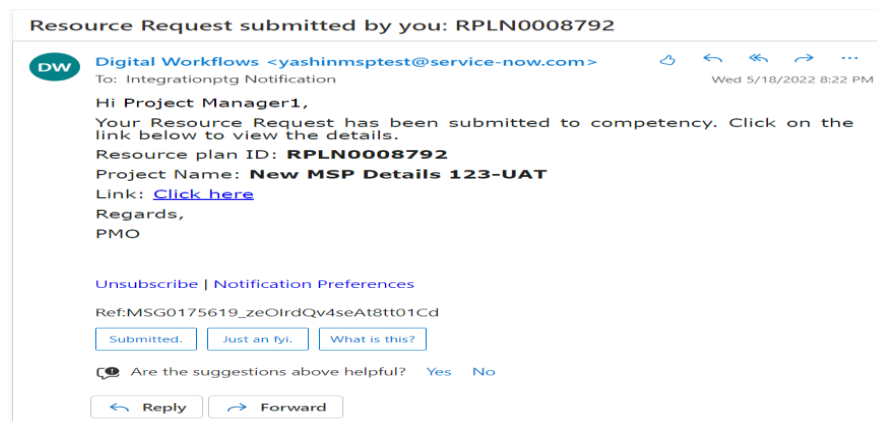 Resource Request submitted by you: RPLN0008792
DW
Digital Workflows <yashinmsptest@service-now.com>
To: Integrationptg Notification
Wed 5/18/2022 8:22 PM
Hi Project Manager1,
Your Resource Request has been submitted to competency. Click on the
link below to view the details.
Resource plan ID: RPLN0008792
Project Name: New MSP Details 123-UAT
Link: Click here
Regards,
PMO
Unsubscribe | Notification Preferences
Ref:MSG0175619_zeOIrdQv4seAt8tt01Cd
Submitted. Just an fyi. What is this?
Are the suggestions above helpful? Yes No
Reply Forward